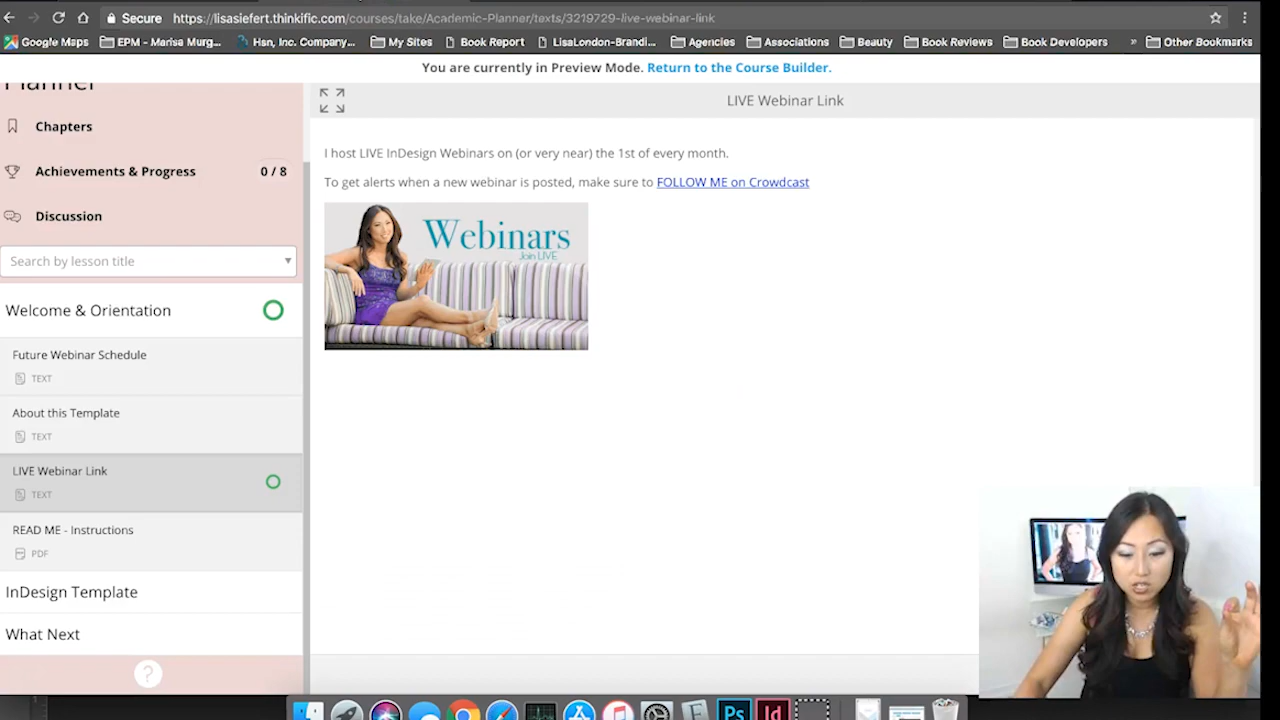 Secure https://lisasiefert.thinkific.com/courses/take/Academic-Planner/texts/3219729-live-webinar-link
Google Maps EPM - Marisa Murg... Hsn, Inc. Company... My Sites Book Report LisaLondon-Brandi... Agencies Associations Beauty Book Reviews Book Developers » Other Bookmarks
You are currently in Preview Mode. Return to the Course Builder.
Planner
LIVE Webinar Link
Chapters
Achievements & Progress 0 / 8
Discussion
Search by lesson title
Welcome & Orientation
Future Webinar Schedule
TEXT
About this Template
TEXT
LIVE Webinar Link
TEXT
READ ME - Instructions
PDF
InDesign Template
What Next
?
I host LIVE InDesign Webinars on (or very near) the 1st of every month.
To get alerts when a new webinar is posted, make sure to FOLLOW ME on Crowdcast
Webinars
Join LIVE
Ps Id